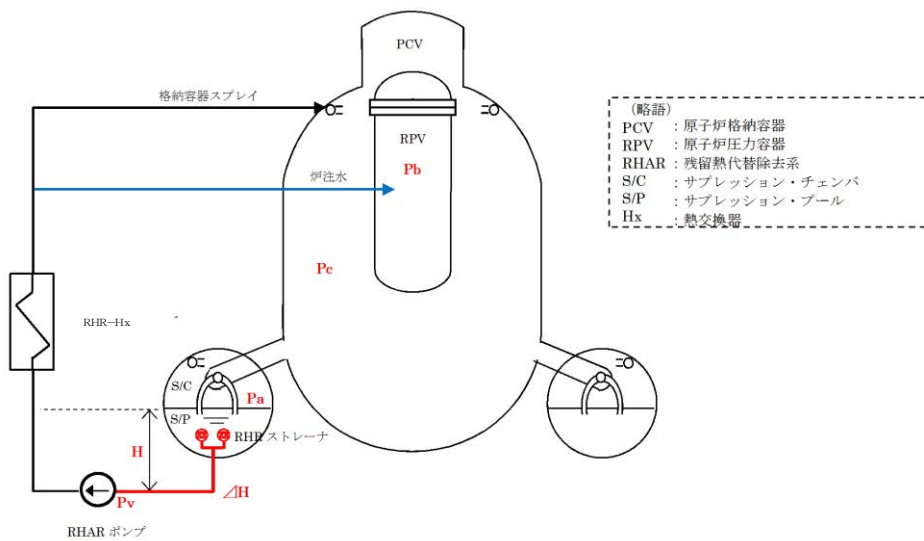 PCV
格納容器スプレイ
RPV
Pb
炉注水
Pc
RHR−Hx
S/C
Pa
S/P
RHR ストレーナ
H
⊿H
Pv
RHAR ポンプ
（略語）
PCV ：原子炉格納容器
RPV ：原子炉圧力容器
RHAR ：残留熱代替除去系
S/C ：サプレッション・チェンバ
S/P ：サプレッション・プール
Hx ：熱交換器